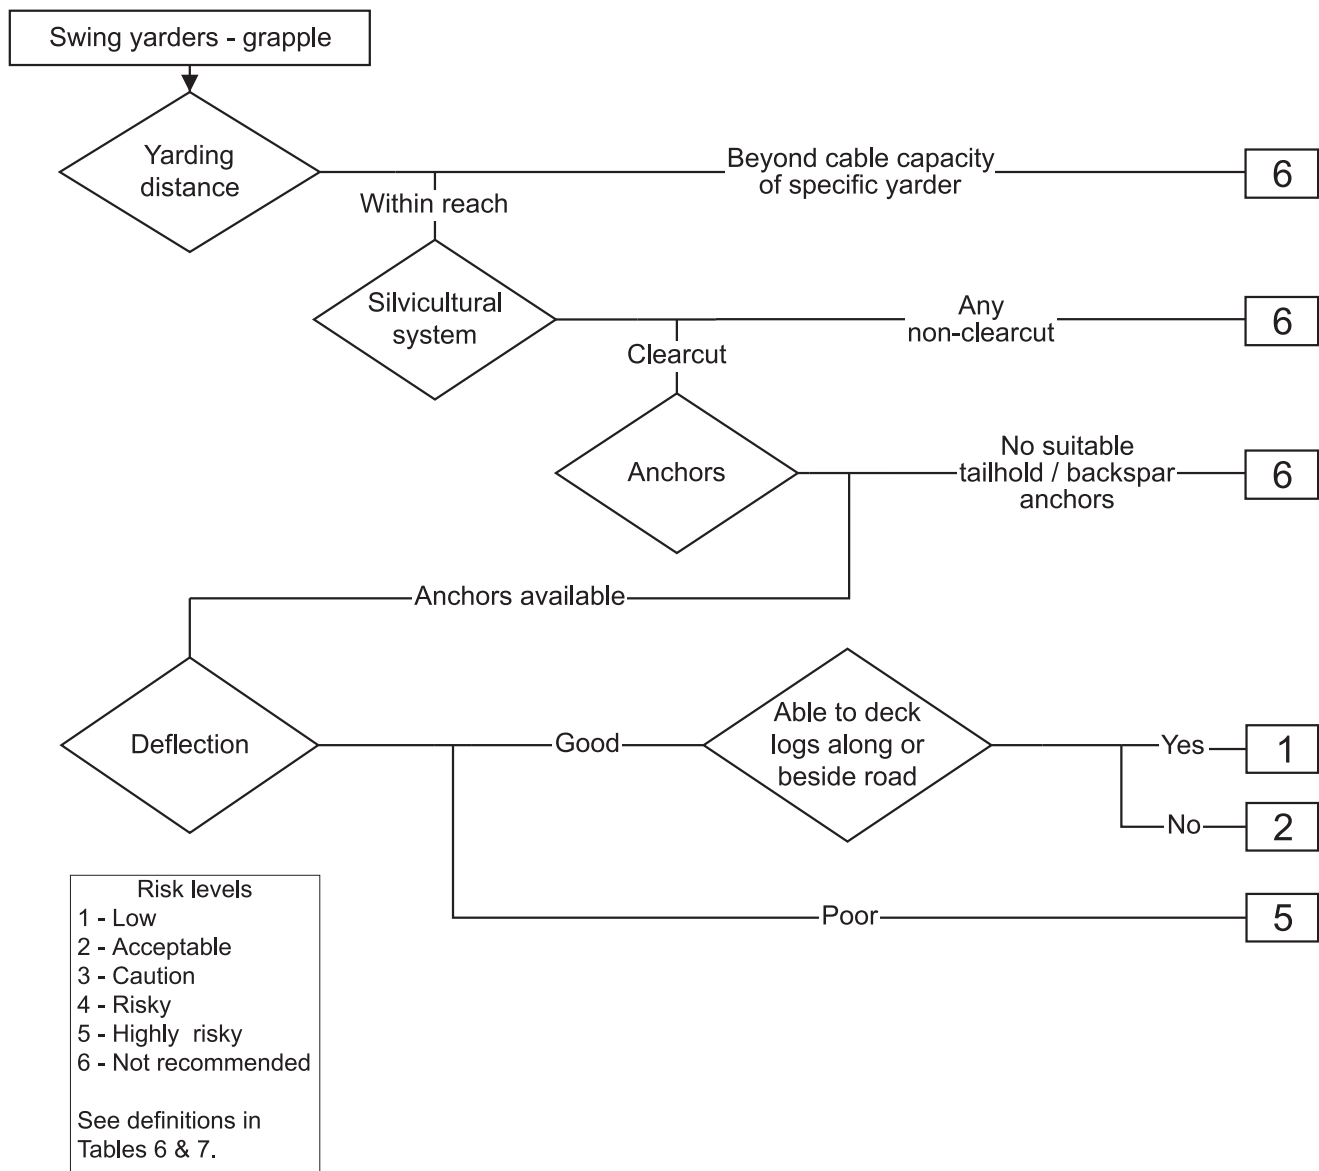 Swing yarders - grapple
Yarding
distance
Beyond cable capacity
of specific yarder
6
Within reach
Silvicultural
system
Any
non-clearcut
6
Clearcut
Anchors
No suitable
tailhold / backspar
anchors
6
Anchors available
Deflection
Good
Able to deck
logs along or
beside road
Yes
1
No
2
Poor
5
Risk levels
1 - Low
2 - Acceptable
3 - Caution
4 - Risky
5 - Highly risky
6 - Not recommended
See definitions in
Tables 6 & 7.